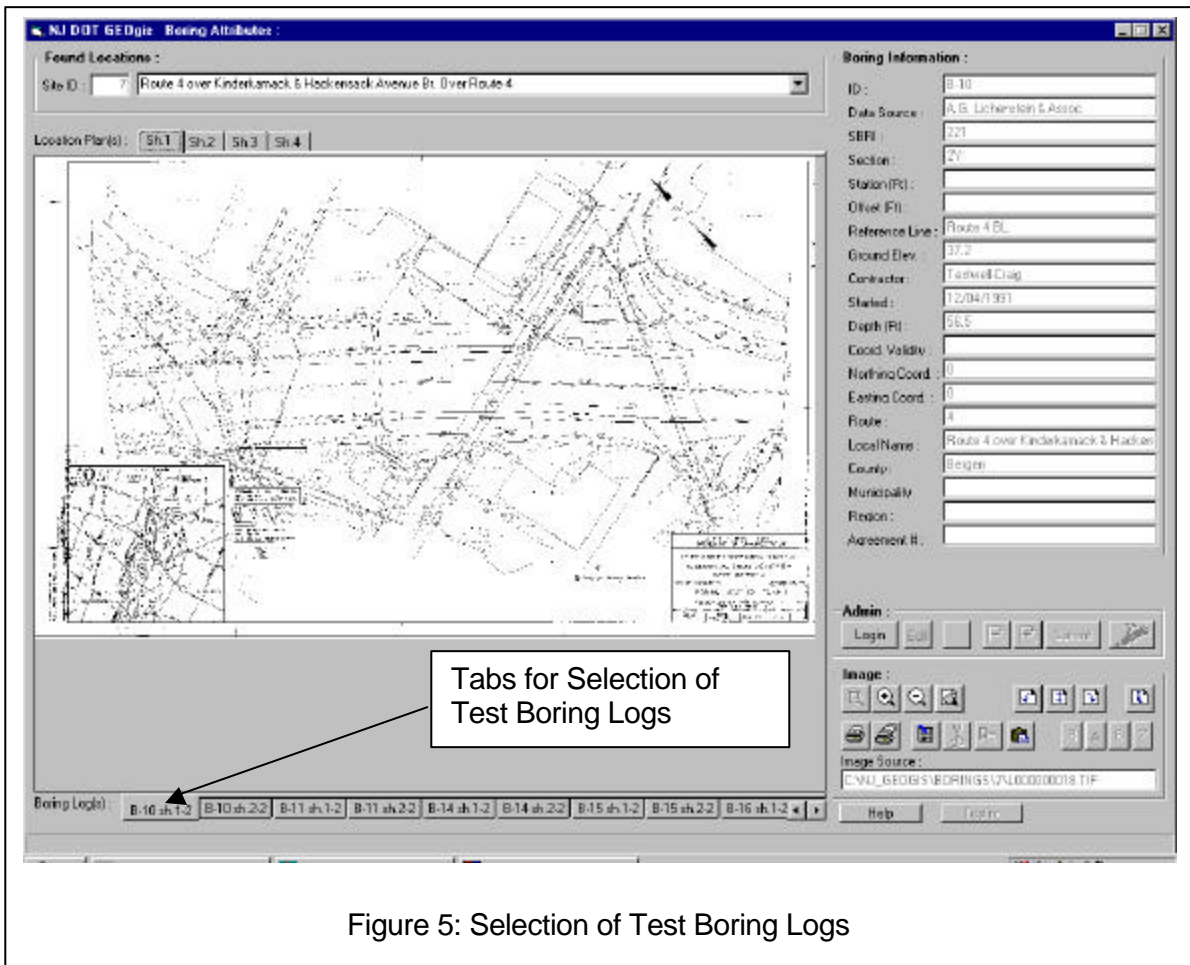 NJ DOT GEOgis Boring Attributes :
Found Locations :
Site ID : 7 Route 4 over Kinderkamack & Hackensack Avenue Br. Over Route 4
Location Plan(s) : Sh.1 Sh.2 Sh.3 Sh.4
Boring Information :
ID : B-10
Data Source : A.G. Lichenstein & Assoc
SBRI : 221
Section : 2Y
Station (Ft) :
Offset (Ft) :
Reference Line : Route 4 BL
Ground Elev. : 37.2
Contractor : Testwell Craig
Started : 12/04/1991
Depth (Ft) : 56.5
Coord. Validity :
Northing Coord. : 0
Easting Coord. : 0
Route : 4
Local Name : Route 4 over Kinderkamack & Hacken
County : Bergen
Municipality
Region :
Agreement # :
Admin :
Login Edit Submit
Image :
Image Source :
C:\NJ_GEOGIS\BORINGS\7\L000000018.TIF
Help
Tabs for Selection of
Test Boring Logs
Boring Log(s) : B-10 sh.1-2 B-10 sh.2-2 B-11 sh.1-2 B-11 sh.2-2 B-14 sh.1-2 B-14 sh.2-2 B-15 sh.1-2 B-15 sh.2-2 B-16 sh.1-2
Figure 5: Selection of Test Boring Logs